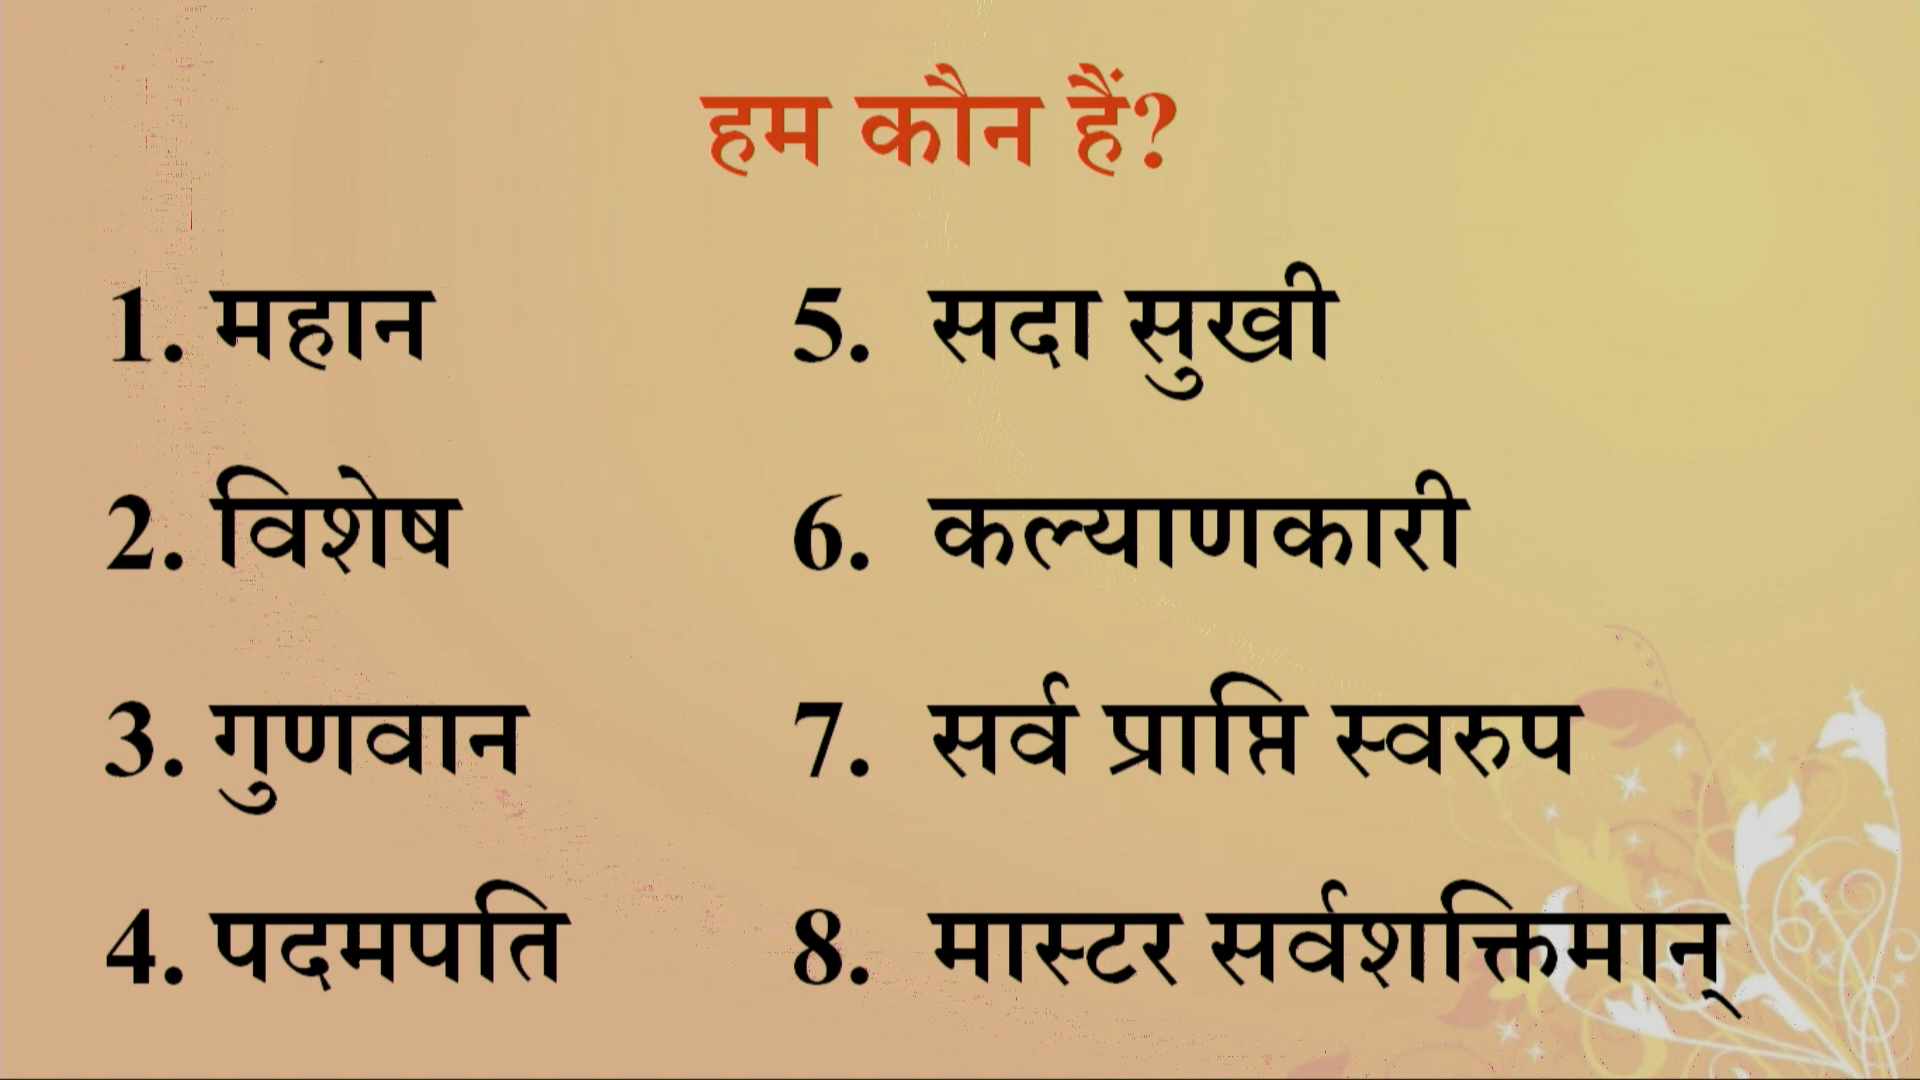 हम कौन हैं?
1. महान
2. विशेष
3. गुणवान
4. पदमपति
5. सदा सुखी
6. कल्याणकारी
7. सर्व प्राप्ति स्वरुप
8. मास्टर सर्वशक्तिमान्